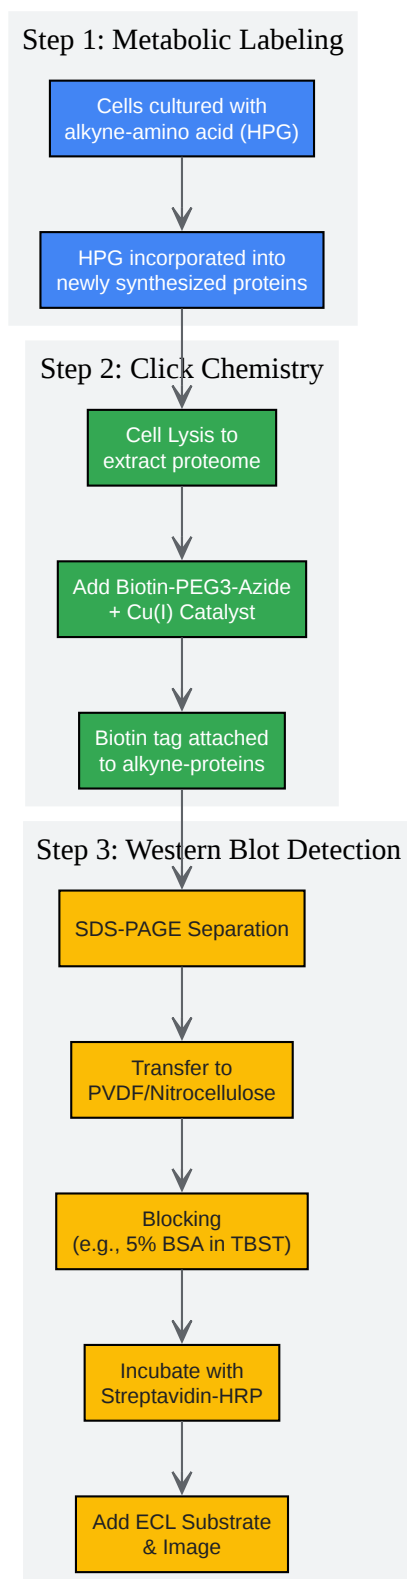 Step 1: Metabolic Labeling
Cells cultured with
alkyne-amino acid (HPG)
HPG incorporated into
newly synthesized proteins
Step 2: Click Chemistry
Cell Lysis to
extract proteome
Add Biotin-PEG3-Azide
+ Cu(I) Catalyst
Biotin tag attached
to alkyne-proteins
Step 3: Western Blot Detection
SDS-PAGE Separation
Transfer to
PVDF/Nitrocellulose
Blocking
(e.g., 5% BSA in TBST)
Incubate with
Streptavidin-HRP
Add ECL Substrate
& Image